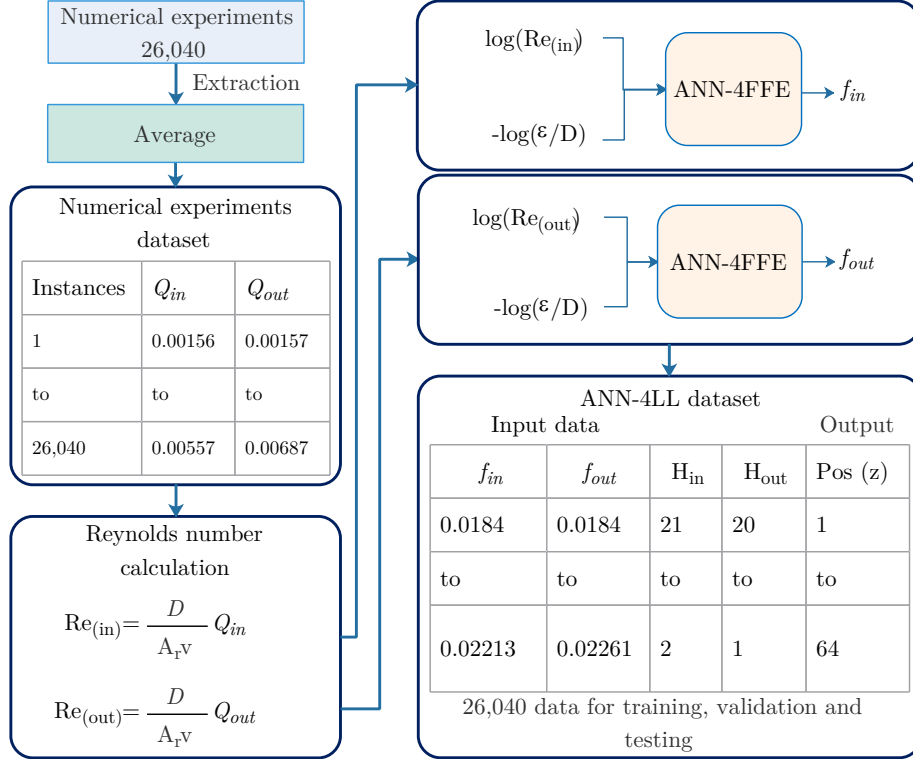 Numerical experiments
26,040
Extraction
Average
Numerical experiments
dataset
Instances Q_in Q_out
1 0.00156 0.00157
to to to
26,040 0.00557 0.00687
Reynolds number
calculation
Re(in)= D/A_rv Q_in
Re(out)= D/A_rv Q_out
log(Re(in))
-log(ε/D)
ANN-4FFE
f_in
log(Re(out))
-log(ε/D)
ANN-4FFE
f_out
ANN-4LL dataset
Input data Output
f_in f_out H_in H_out Pos (z)
0.0184 0.0184 21 20 1
to to to to to
0.02213 0.02261 2 1 64
26,040 data for training, validation and
testing